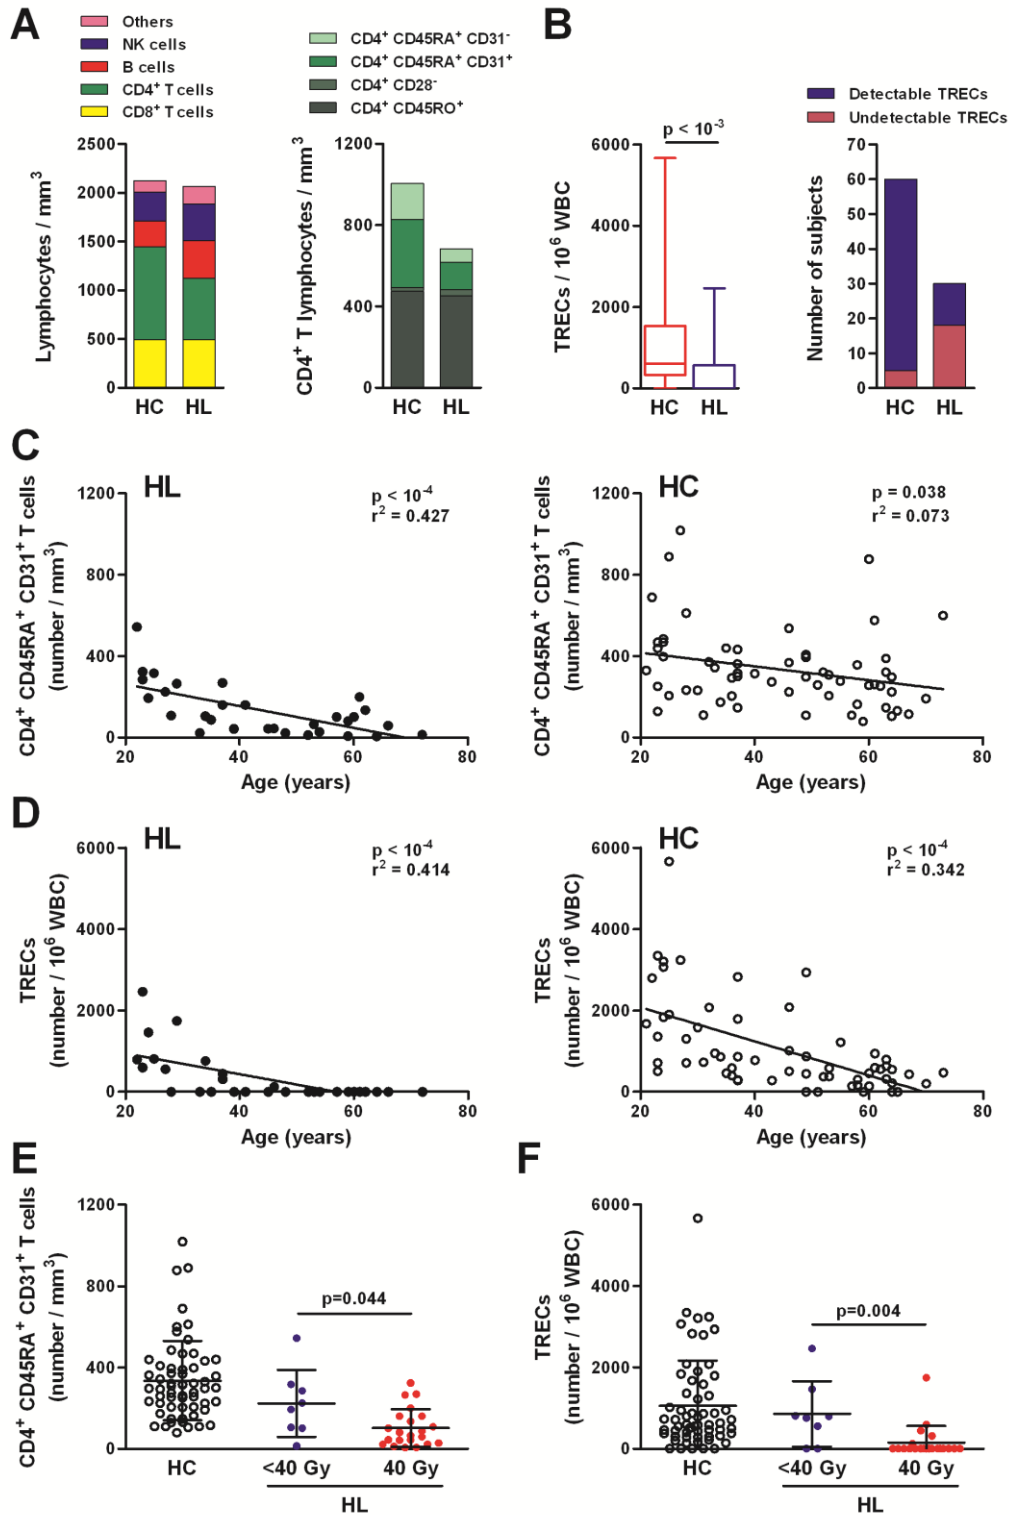 A
Others
NK cells
B cells
CD4+ T cells
CD8+ T cells
CD4+ CD45RA+ CD31-
CD4+ CD45RA+ CD31+
CD4+ CD28-
CD4+ CD45RO+
Lymphocytes / mm3
2500
2000
1500
1000
500
0
HC HL
CD4+ T lymphocytes / mm3
1200
800
400
0
HC HL
B
p < 10-3
TRECs / 106 WBC
6000
4000
2000
0
HC HL
Detectable TRECs
Undetectable TRECs
Number of subjects
70
60
50
40
30
20
10
0
HC HL
C
CD4+ CD45RA+ CD31+ T cells
(number / mm3)
HL
p < 10-4
r2 = 0.427
1200
800
400
0
20 40 60 80
Age (years)
CD4+ CD45RA+ CD31+ T cells
(number / mm3)
HC
p = 0.038
r2 = 0.073
1200
800
400
0
20 40 60 80
Age (years)
D
TRECs
(number / 106 WBC)
HL
p < 10-4
r2 = 0.414
6000
4000
2000
0
20 40 60 80
Age (years)
TRECs
(number / 106 WBC)
HC
p < 10-4
r2 = 0.342
6000
4000
2000
0
20 40 60 80
Age (years)
E
CD4+ CD45RA+ CD31+ T cells
(number / mm3)
1200
800
400
0
p=0.044
HC <40 Gy 40 Gy
HL
F
TRECs
(number / 106 WBC)
6000
4000
2000
0
p=0.004
HC <40 Gy 40 Gy
HL